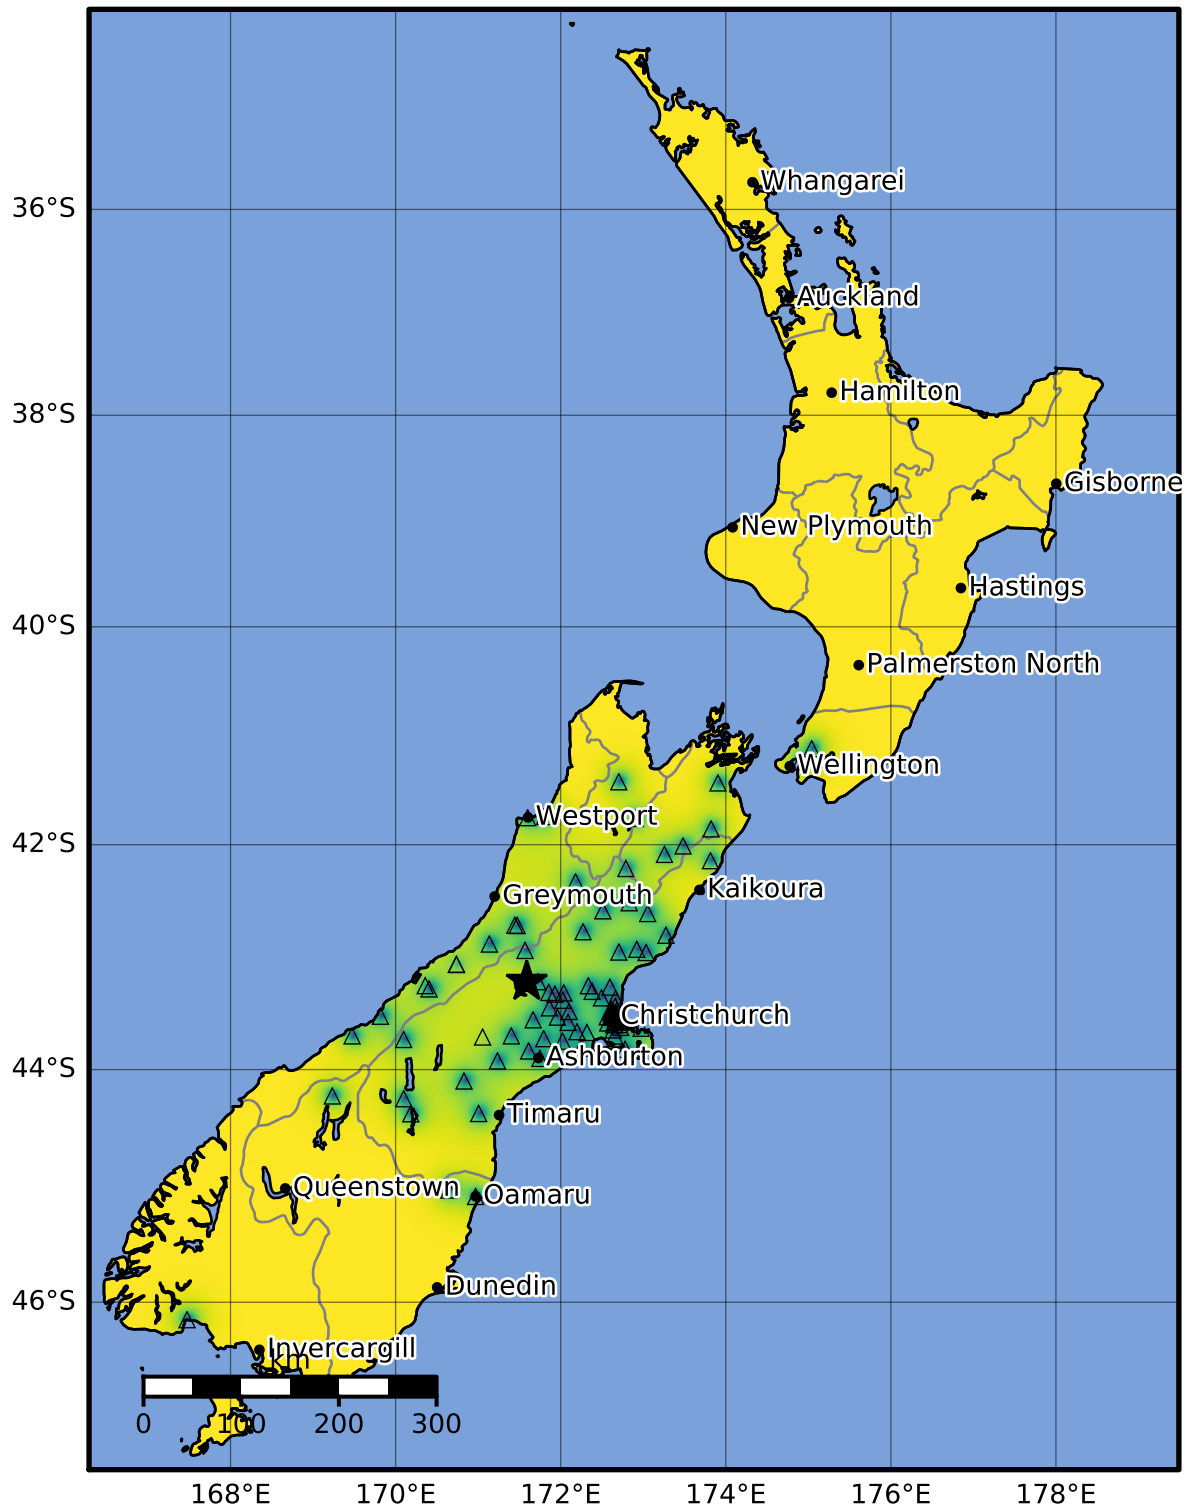 Whangarei
36°S
Auckland
Hamilton
38°S
Gisborne
New Plymouth
Hastings
40°S
Palmerston North
Wellington
Westport
42°S
Kaikoura
Greymouth
Christchurch
Ashburton
44°S
Timaru
Queenstown
Oamaru
Dunedin
46°S
Invercargill
km
0 100 200 300
168°E 170°E 172°E 174°E 176°E 178°E